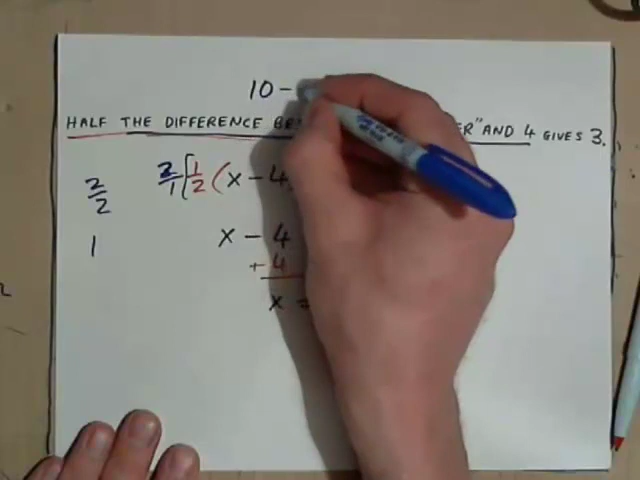 10 -
HALF THE DIFFERENCE ER" AND 4 GIVES 3.
2/2 2/1 [ 1/2 ( x - 4
1 x - 4
+ 4
x =